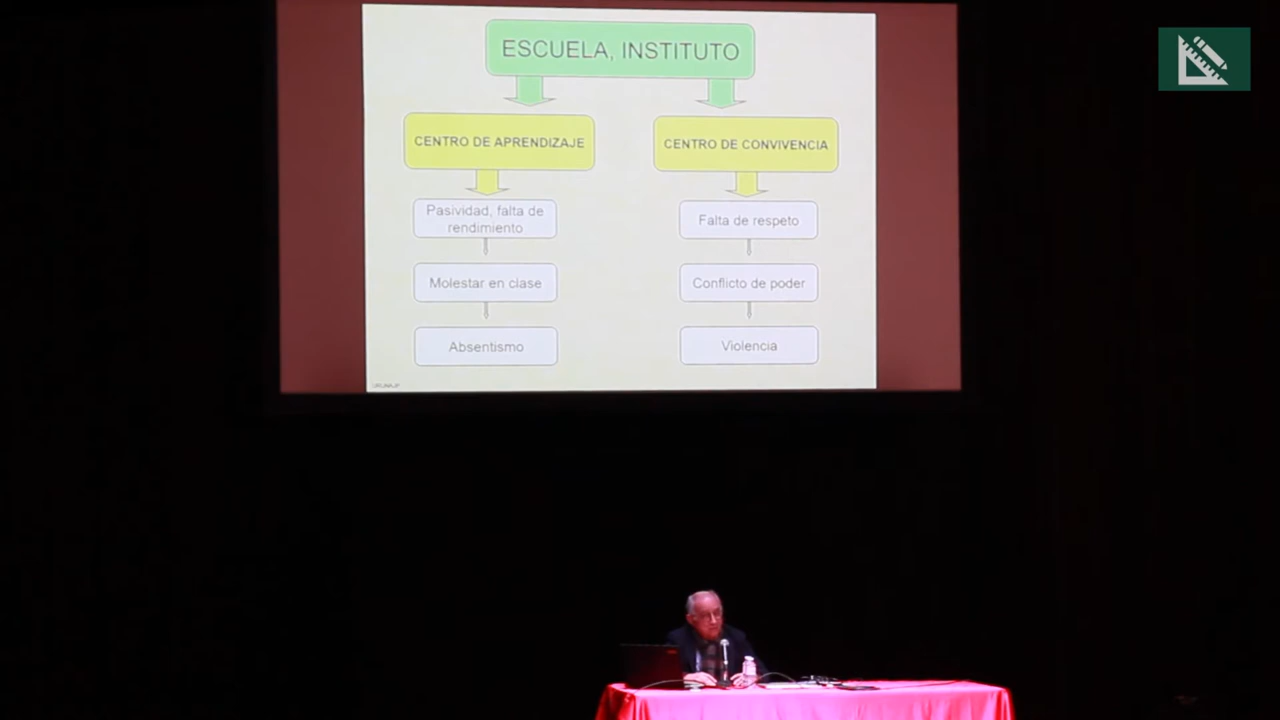 ESCUELA, INSTITUTO
CENTRO DE APRENDIZAJE
CENTRO DE CONVIVENCIA
Pasividad, falta de
rendimiento
Falta de respeto
Molestar en clase
Conflicto de poder
Absentismo
Violencia